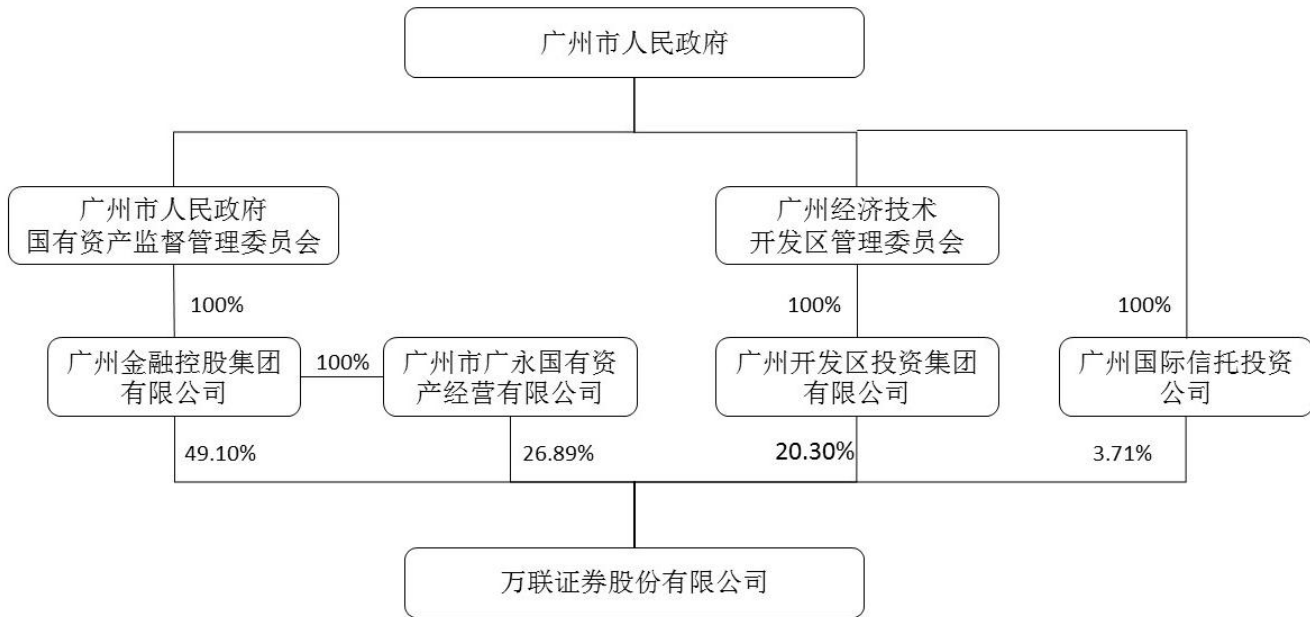 广州市人民政府
广州市人民政府
国有资产监督管理委员会
广州经济技术
开发区管理委员会
100%
100%
100%
广州金融控股集团
有限公司
100%
广州市广永国有资
产经营有限公司
广州开发区投资集团
有限公司
广州国际信托投资
公司
49.10%
26.89%
20.30%
3.71%
万联证券股份有限公司